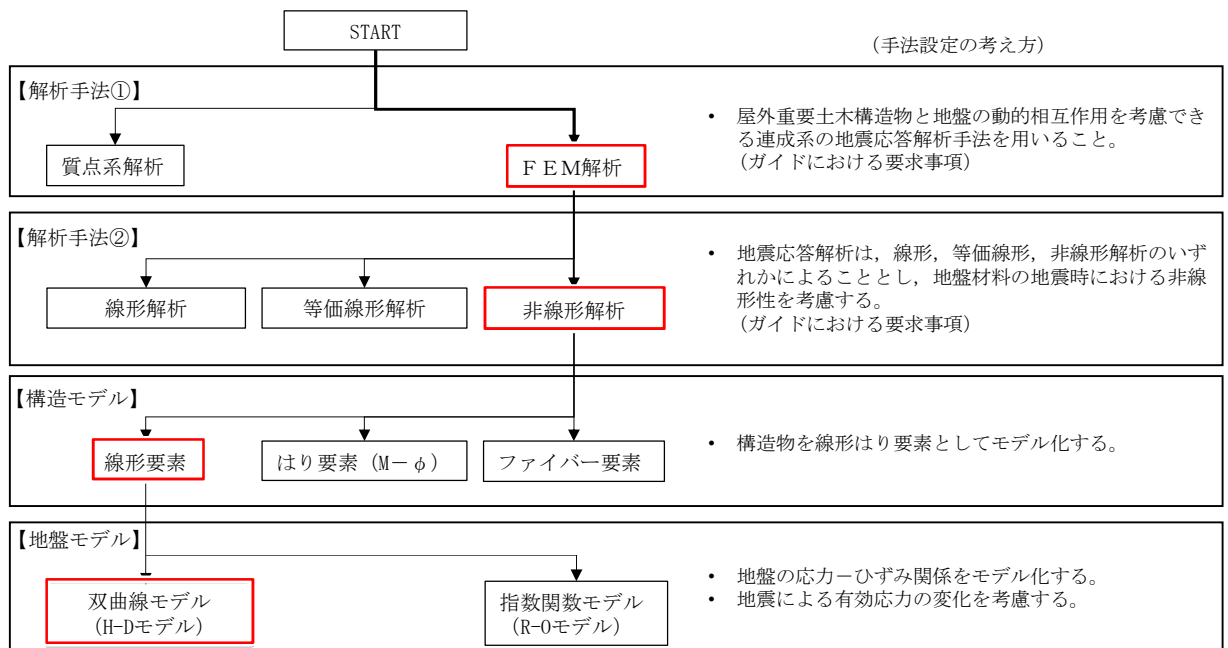 START
(手法設定の考え方)
【解析手法①】
質点系解析
ＦＥＭ解析
• 屋外重要土木構造物と地盤の動的相互作用を考慮でき
る連成系の地震応答解析手法を用いること。
(ガイドにおける要求事項)
【解析手法②】
線形解析
等価線形解析
非線形解析
• 地震応答解析は，線形，等価線形，非線形解析のいず
れかによることとし，地盤材料の地震時における非線
形性を考慮する。
(ガイドにおける要求事項)
【構造モデル】
線形要素
はり要素（M－φ）
ファイバー要素
• 構造物を線形はり要素としてモデル化する。
【地盤モデル】
双曲線モデル
(H-Dモデル)
指数関数モデル
(R-Oモデル)
• 地盤の応力－ひずみ関係をモデル化する。
• 地震による有効応力の変化を考慮する。